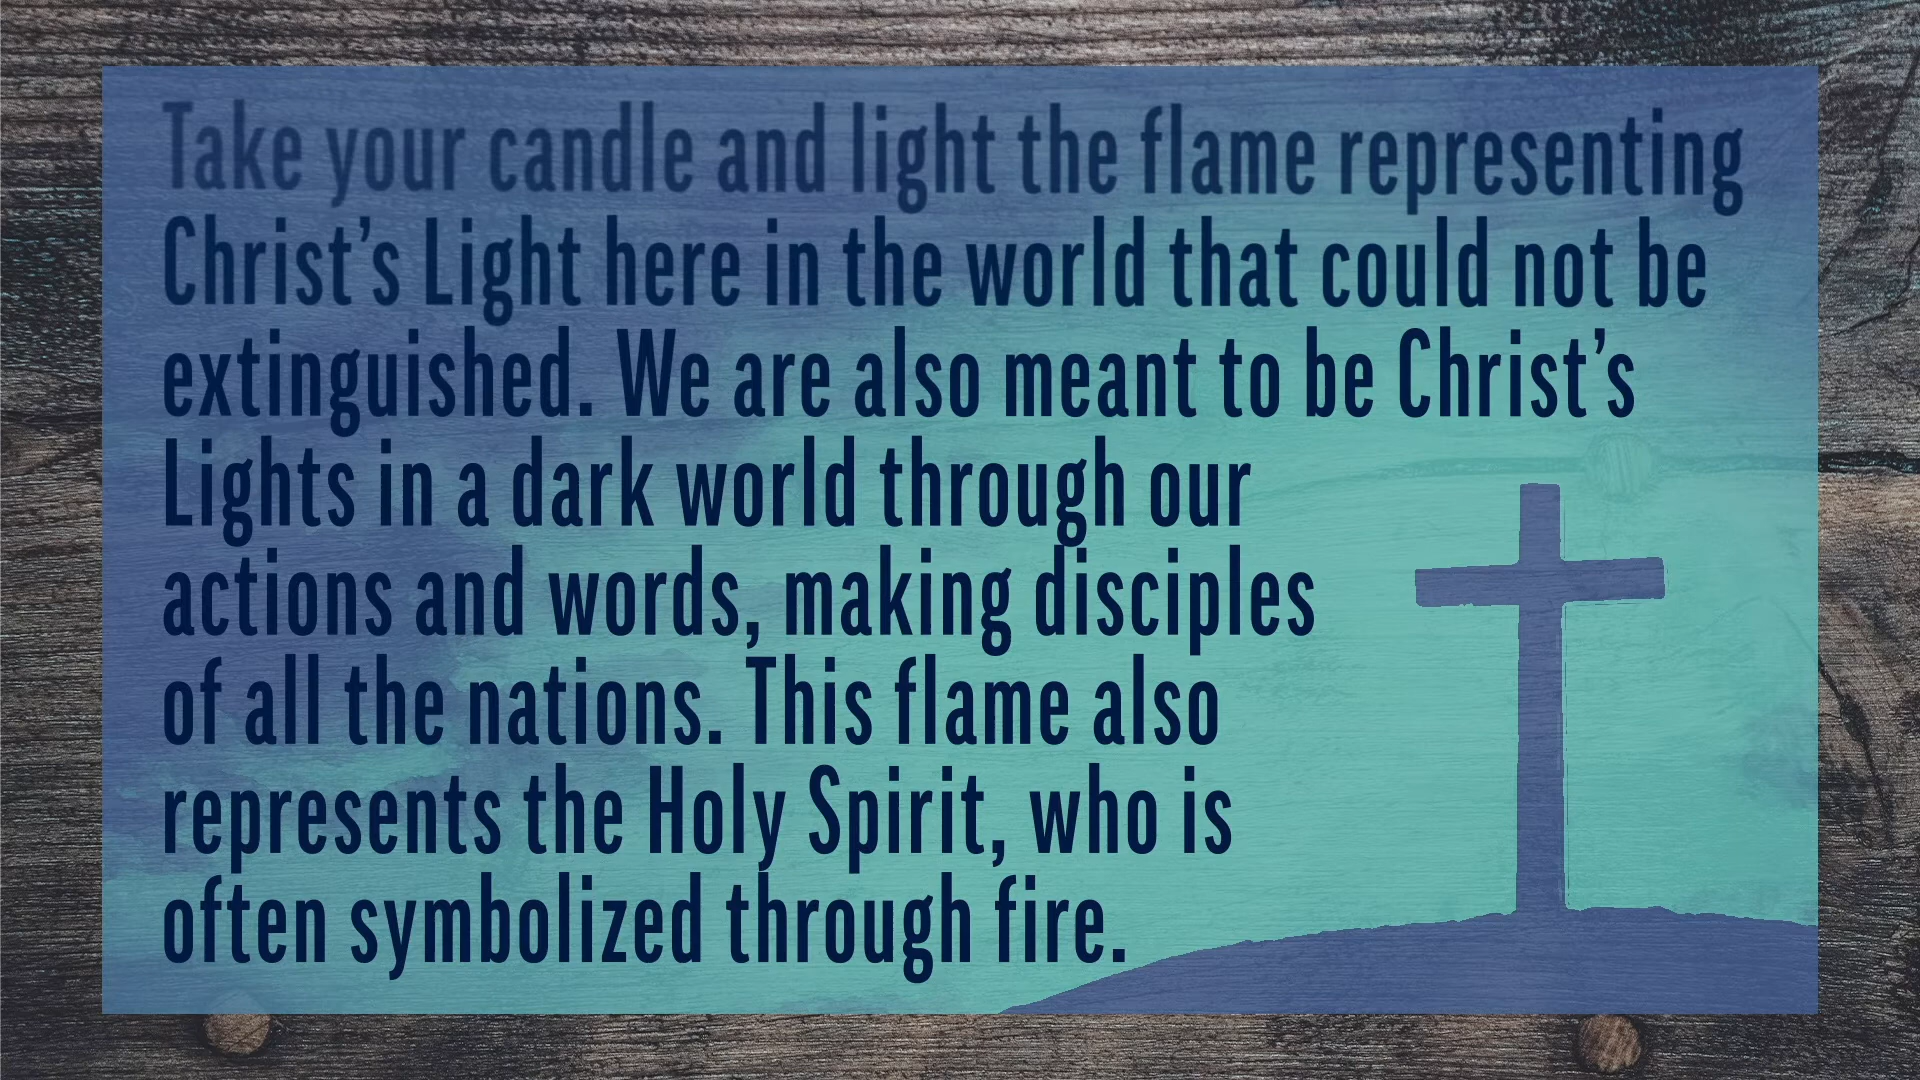 Take your candle and light the flame representing
Christ’s Light here in the world that could not be
extinguished. We are also meant to be Christ’s
Lights in a dark world through our
actions and words, making disciples
of all the nations. This flame also
represents the Holy Spirit, who is
often symbolized through fire.